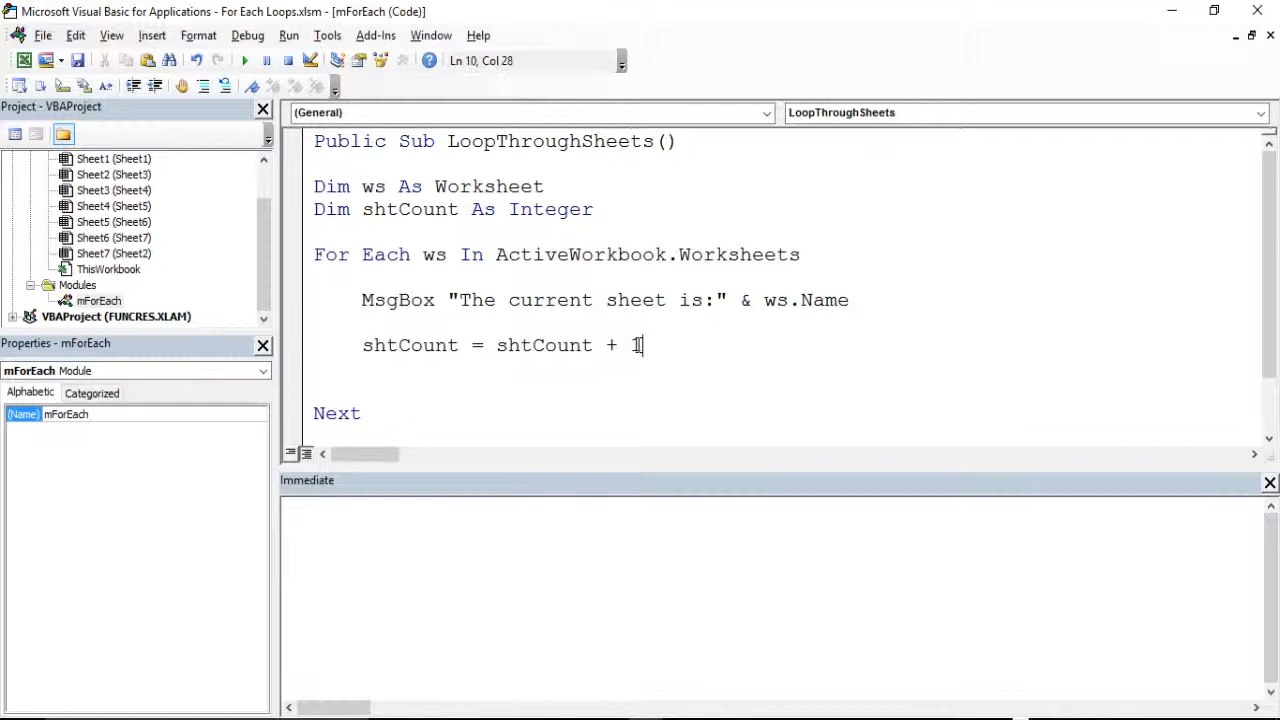 Microsoft Visual Basic for Applications - For Each Loops.xlsm - [mForEach (Code)]
File Edit View Insert Format Debug Run Tools Add-Ins Window Help
Ln 10, Col 28
Project - VBAProject
(General) LoopThroughSheets
Sheet1 (Sheet1)
Sheet2 (Sheet3)
Sheet3 (Sheet4)
Sheet4 (Sheet5)
Sheet5 (Sheet6)
Sheet6 (Sheet7)
Sheet7 (Sheet2)
ThisWorkbook
Modules
mForEach
VBAProject (FUNCRES.XLAM)
Properties - mForEach
mForEach Module
Alphabetic Categorized
(Name) mForEach
Public Sub LoopThroughSheets()
Dim ws As Worksheet
Dim shtCount As Integer
For Each ws In ActiveWorkbook.Worksheets
MsgBox "The current sheet is:" & ws.Name
shtCount = shtCount + 1
Next
Immediate